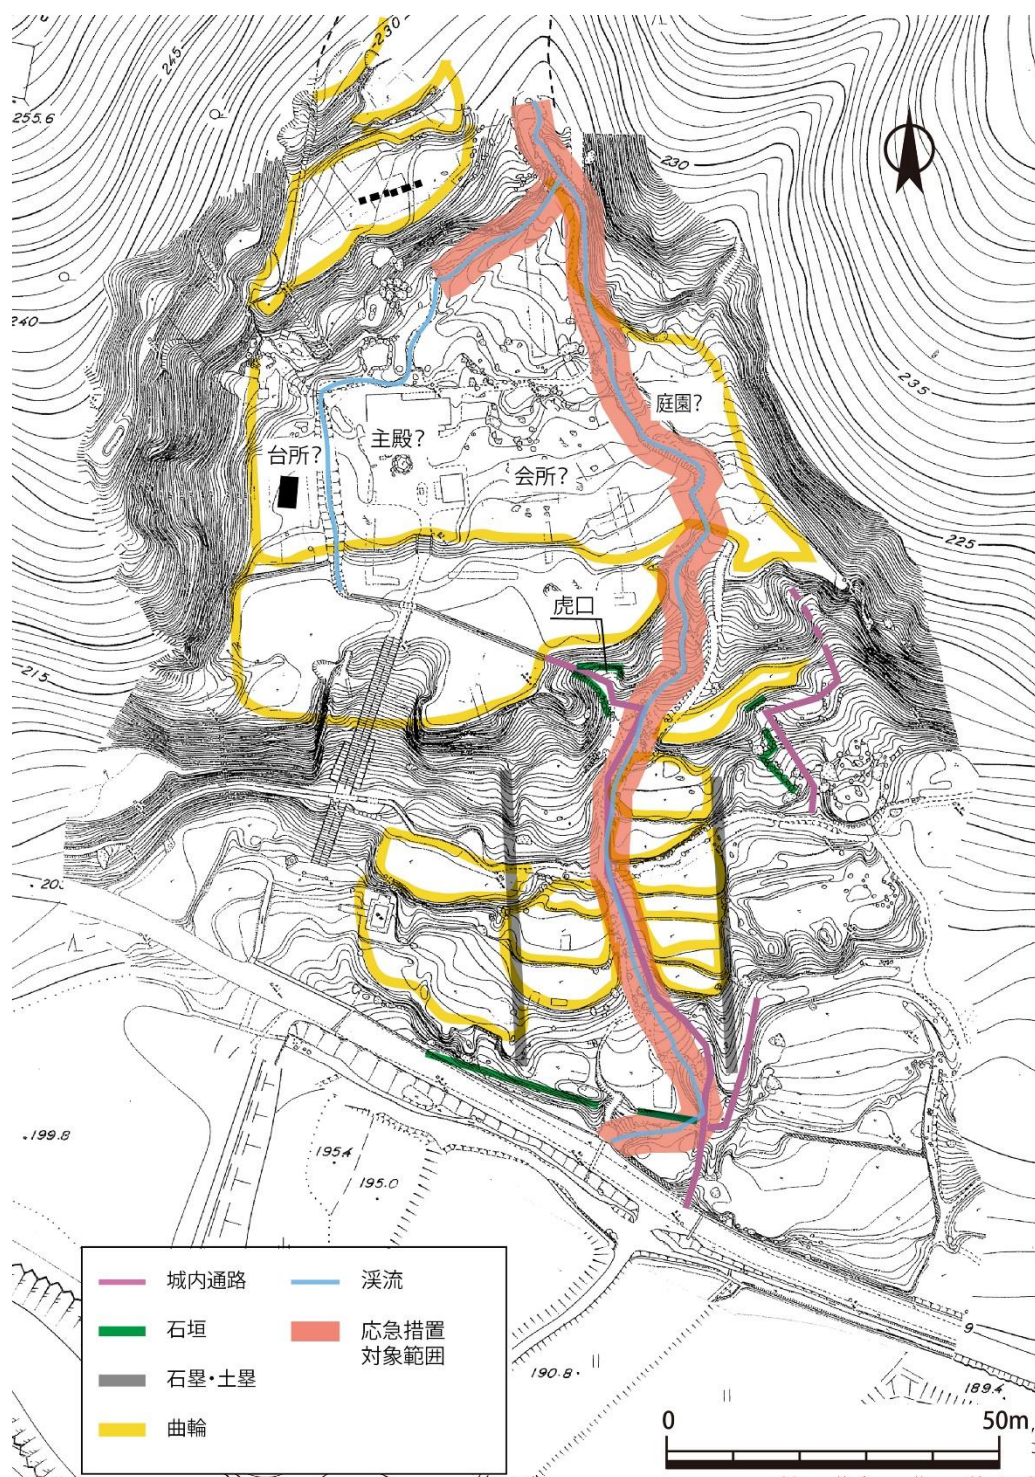 230
245
255.6
230
240
235
庭園?
主殿?
台所?
会所?
225
虎口
215
199.8
195.4
195.0
城内通路
渓流
石垣
応急措置
対象範囲
石塁・土塁
曲輪
190.8
189.4
0
50m